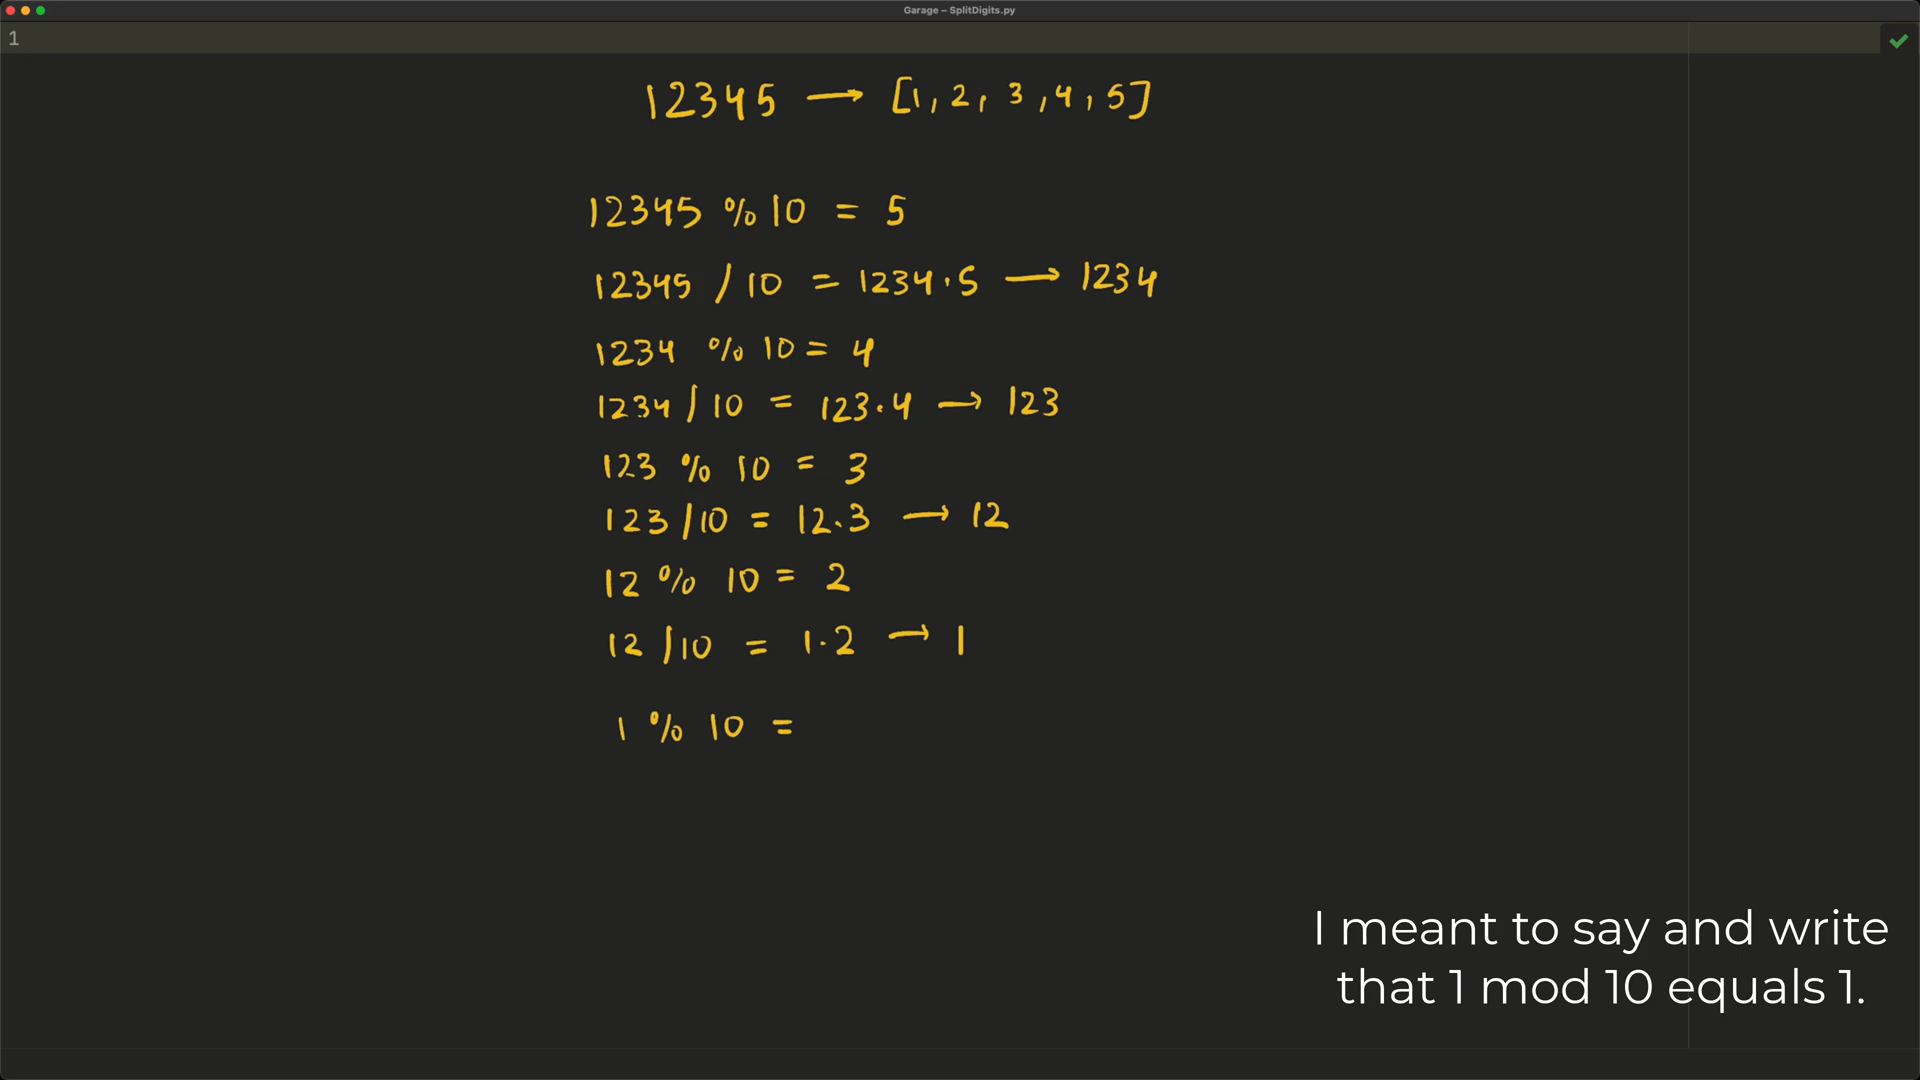 Garage – SplitDigits.py
1
12345 → [1, 2, 3, 4, 5]
12345 % 10 = 5
12345 / 10 = 1234.5 → 1234
1234 % 10 = 4
1234 / 10 = 123.4 → 123
123 % 10 = 3
123 / 10 = 12.3 → 12
12 % 10 = 2
12 / 10 = 1.2 → 1
1 % 10 =
I meant to say and write
that 1 mod 10 equals 1.